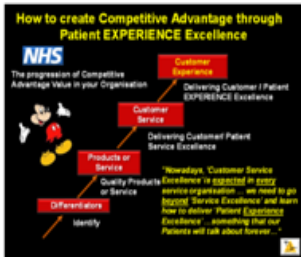 How to create Competitive Advantage through
Patient EXPERIENCE Excellence
NHS
The progression of Competitive
Advantage Value in your Organisation
Customer
Experience
Delivering Customer / Patient
EXPERIENCE Excellence
Customer
Service
Delivering Customer/ Patient
Service Excellence
Products or
Service
Quality Products
or Service
Differentiators
Identify
"Nowadays, 'Customer Service
Excellence' is expected in every
service organisation ... we need to go
beyond 'Service Excellence' and learn
how to deliver 'Patient Experience
Excellence' ...something that our
Patients will talk about forever..."